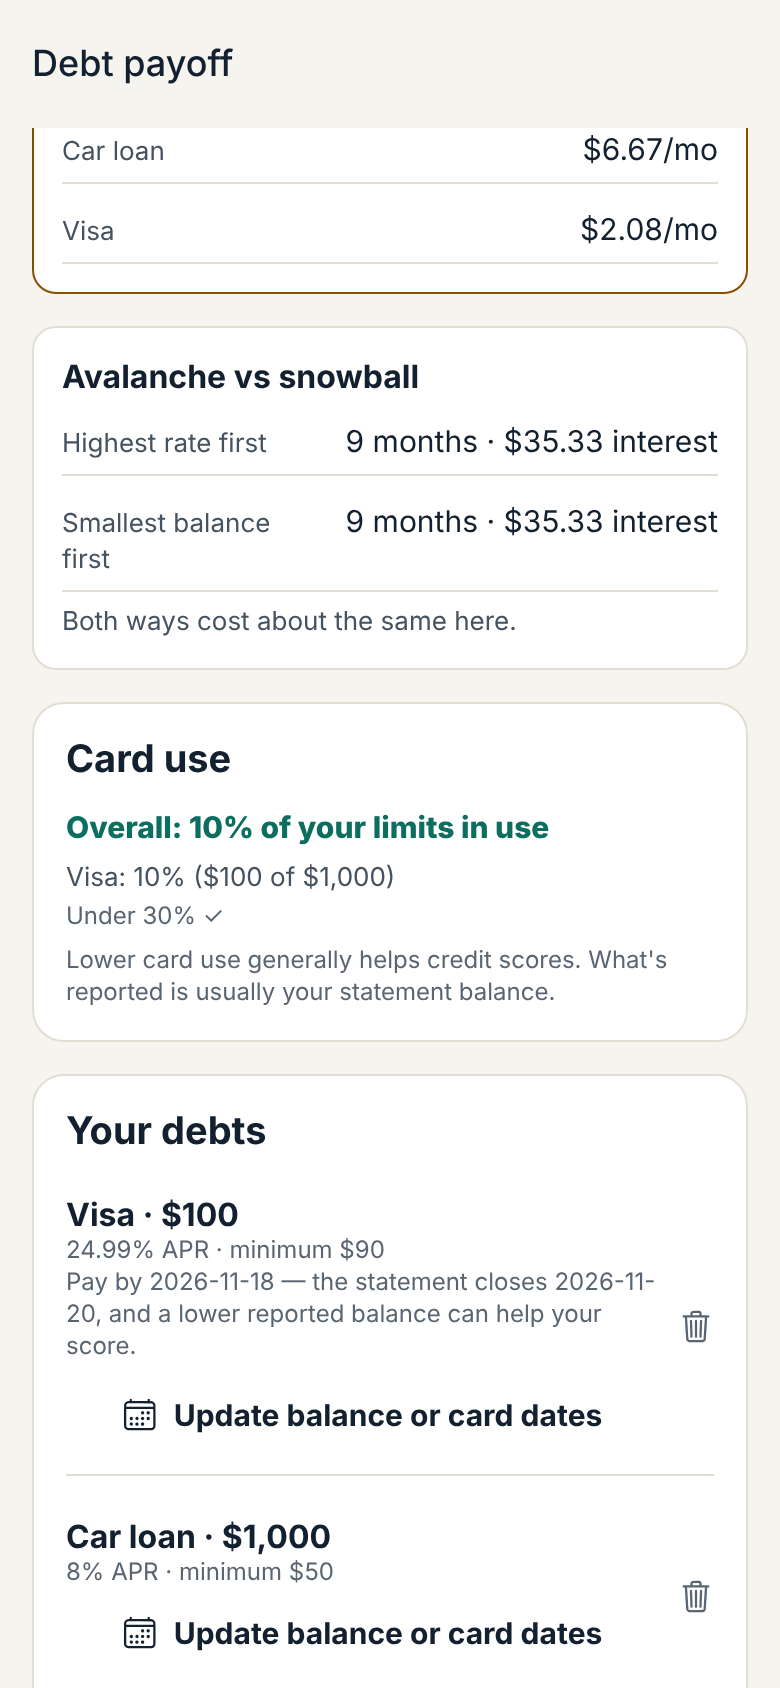 Debt payoff
Car loan $6.67/mo
Visa $2.08/mo
Avalanche vs snowball
Highest rate first 9 months · $35.33 interest
Smallest balance first 9 months · $35.33 interest
Both ways cost about the same here.
Card use
Overall: 10% of your limits in use
Visa: 10% ($100 of $1,000)
Under 30% ✓
Lower card use generally helps credit scores. What's
reported is usually your statement balance.
Your debts
Visa · $100
24.99% APR · minimum $90
Pay by 2026-11-18 — the statement closes 2026-11-
20, and a lower reported balance can help your
score.
Update balance or card dates
Car loan · $1,000
8% APR · minimum $50
Update balance or card dates